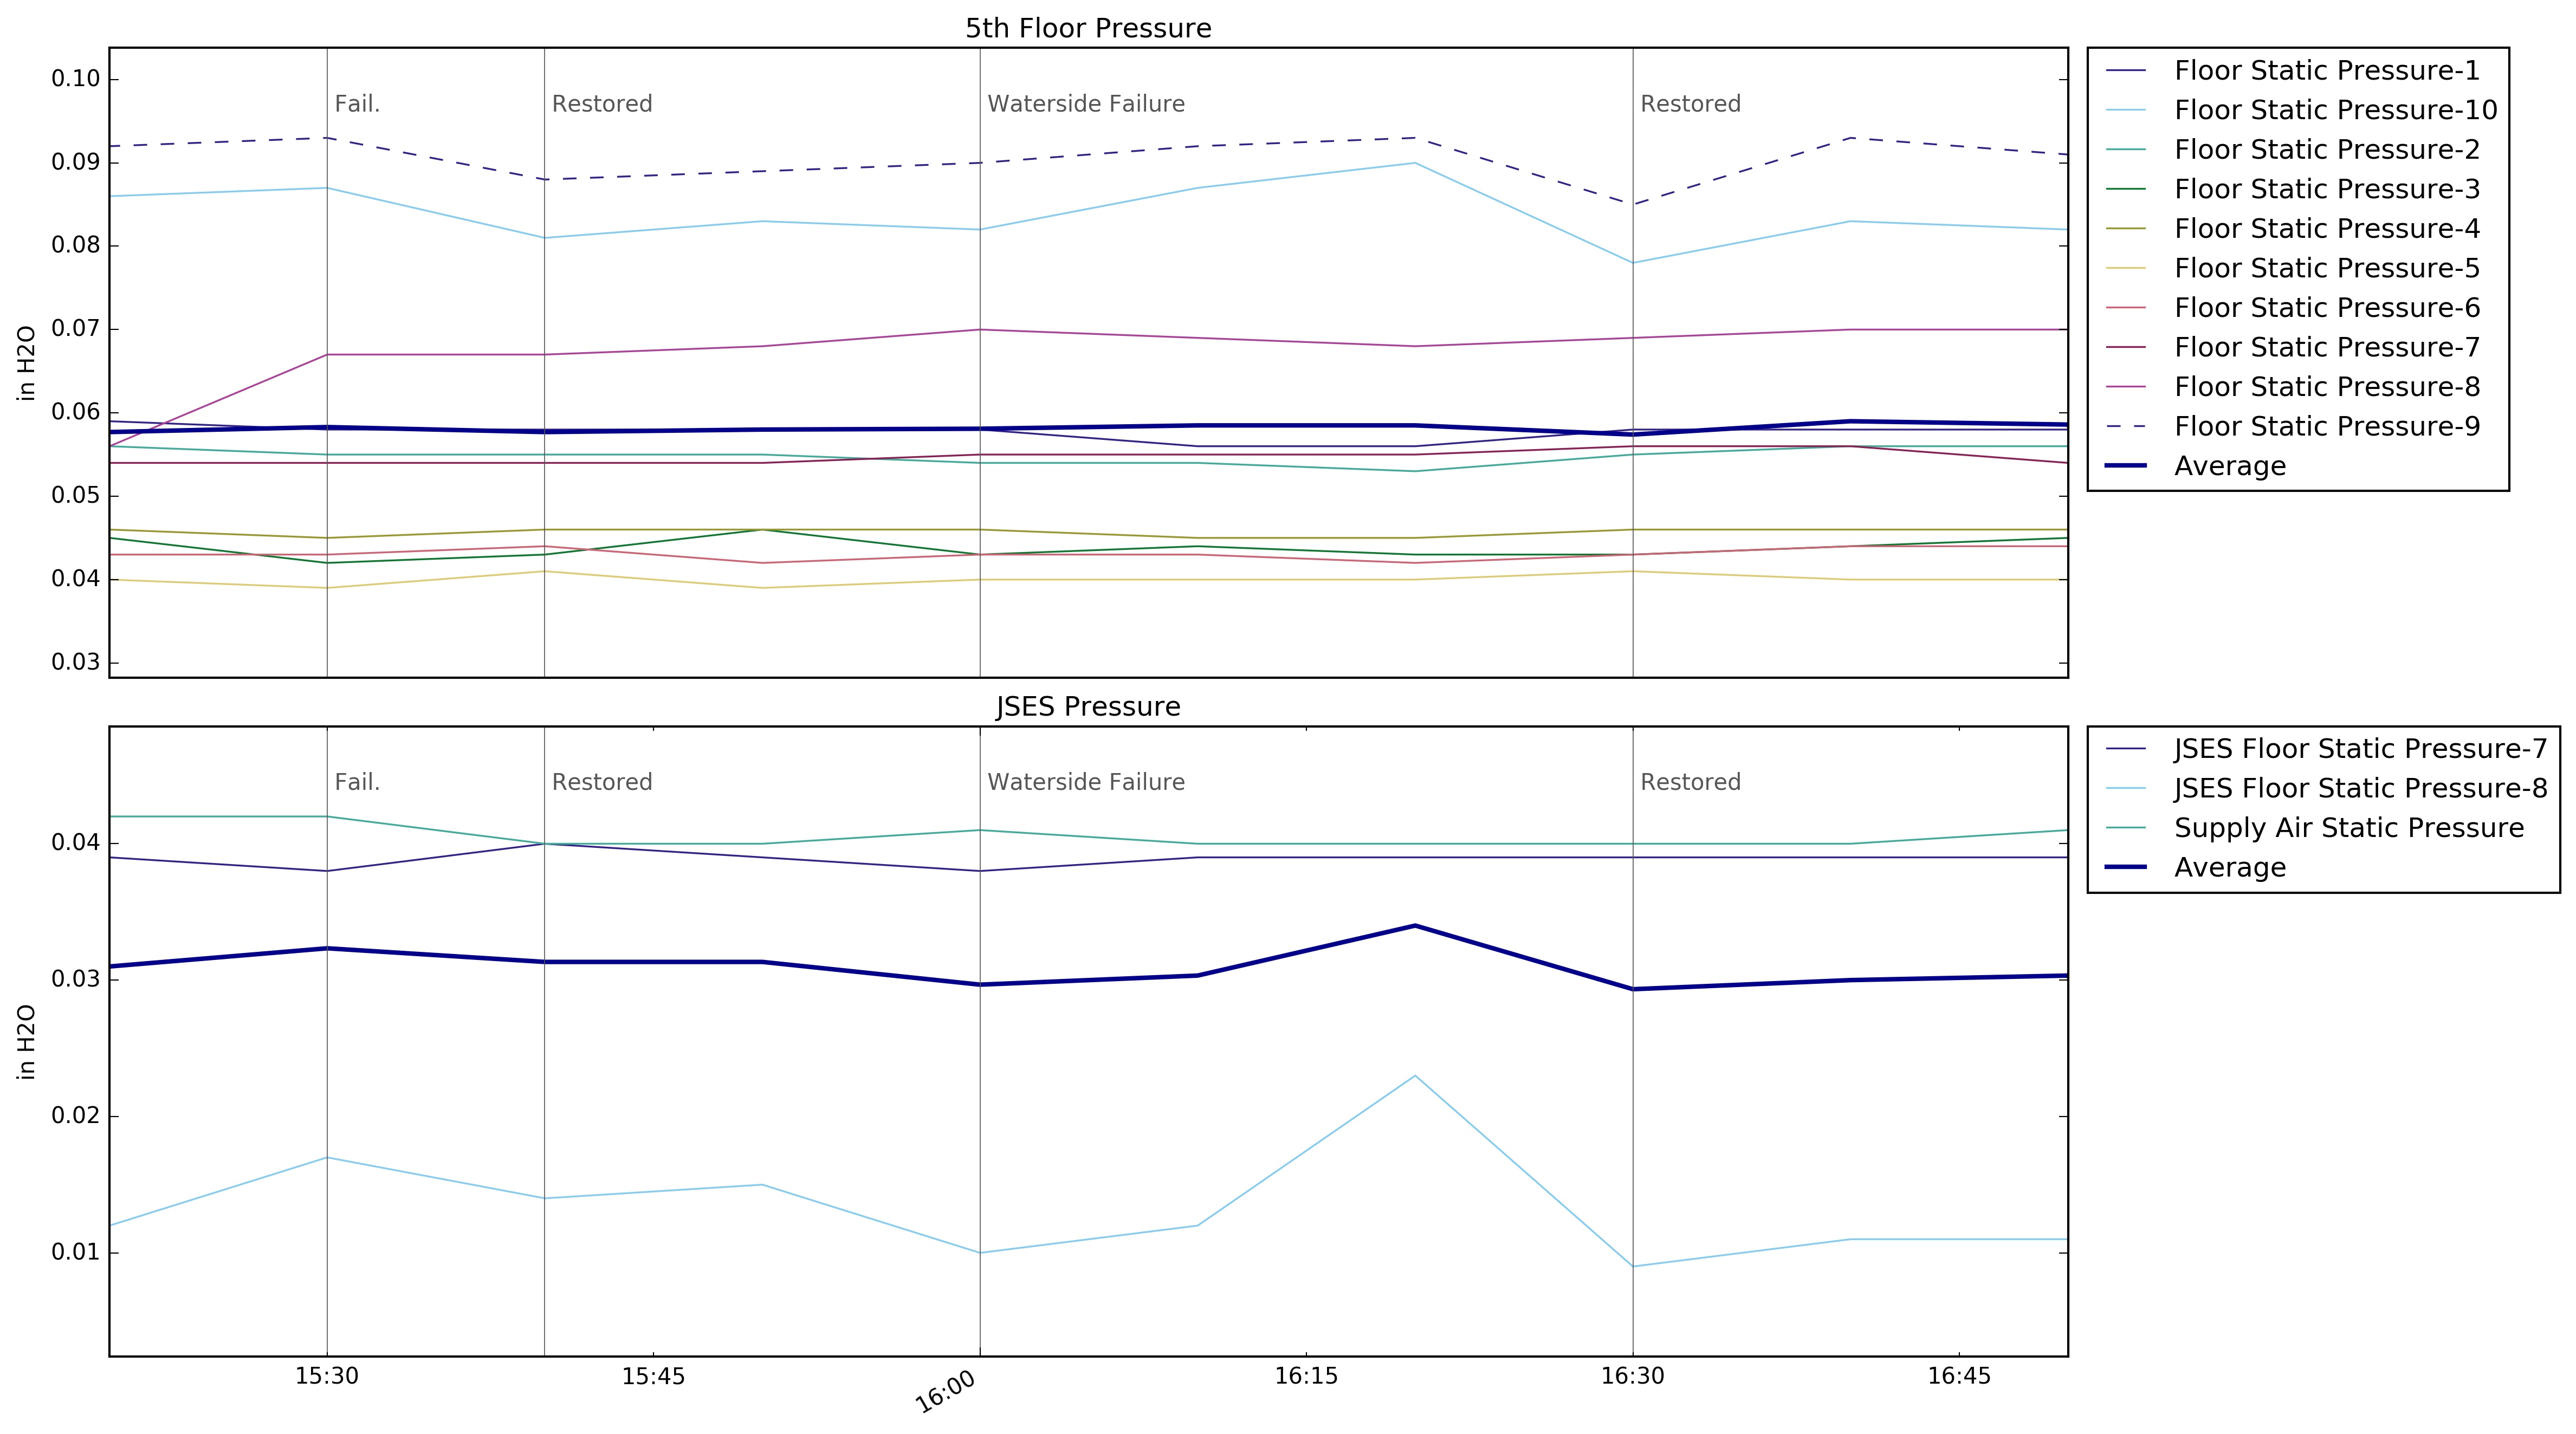 5th Floor Pressure
0.10
0.09
0.08
0.07
0.06
0.05
0.04
0.03
in H2O
Fail.
Restored
Waterside Failure
Restored
Floor Static Pressure-1
Floor Static Pressure-10
Floor Static Pressure-2
Floor Static Pressure-3
Floor Static Pressure-4
Floor Static Pressure-5
Floor Static Pressure-6
Floor Static Pressure-7
Floor Static Pressure-8
Floor Static Pressure-9
Average
JSES Pressure
0.04
0.03
0.02
0.01
in H2O
Fail.
Restored
Waterside Failure
Restored
JSES Floor Static Pressure-7
JSES Floor Static Pressure-8
Supply Air Static Pressure
Average
15:30
15:45
16:00
16:15
16:30
16:45